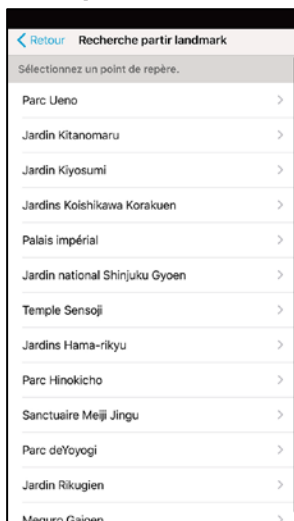 Retour Recherche partir landmark
Sélectionnez un point de repère.
Parc Ueno
Jardin Kitanomaru
Jardin Kiyosumi
Jardins Koishikawa Korakuen
Palais impérial
Jardin national Shinjuku Gyoen
Temple Sensoji
Jardins Hama-rikyu
Parc Hinokicho
Sanctuaire Meiji Jingu
Parc deYoyogi
Jardin Rikugien
Meguro Gajoen